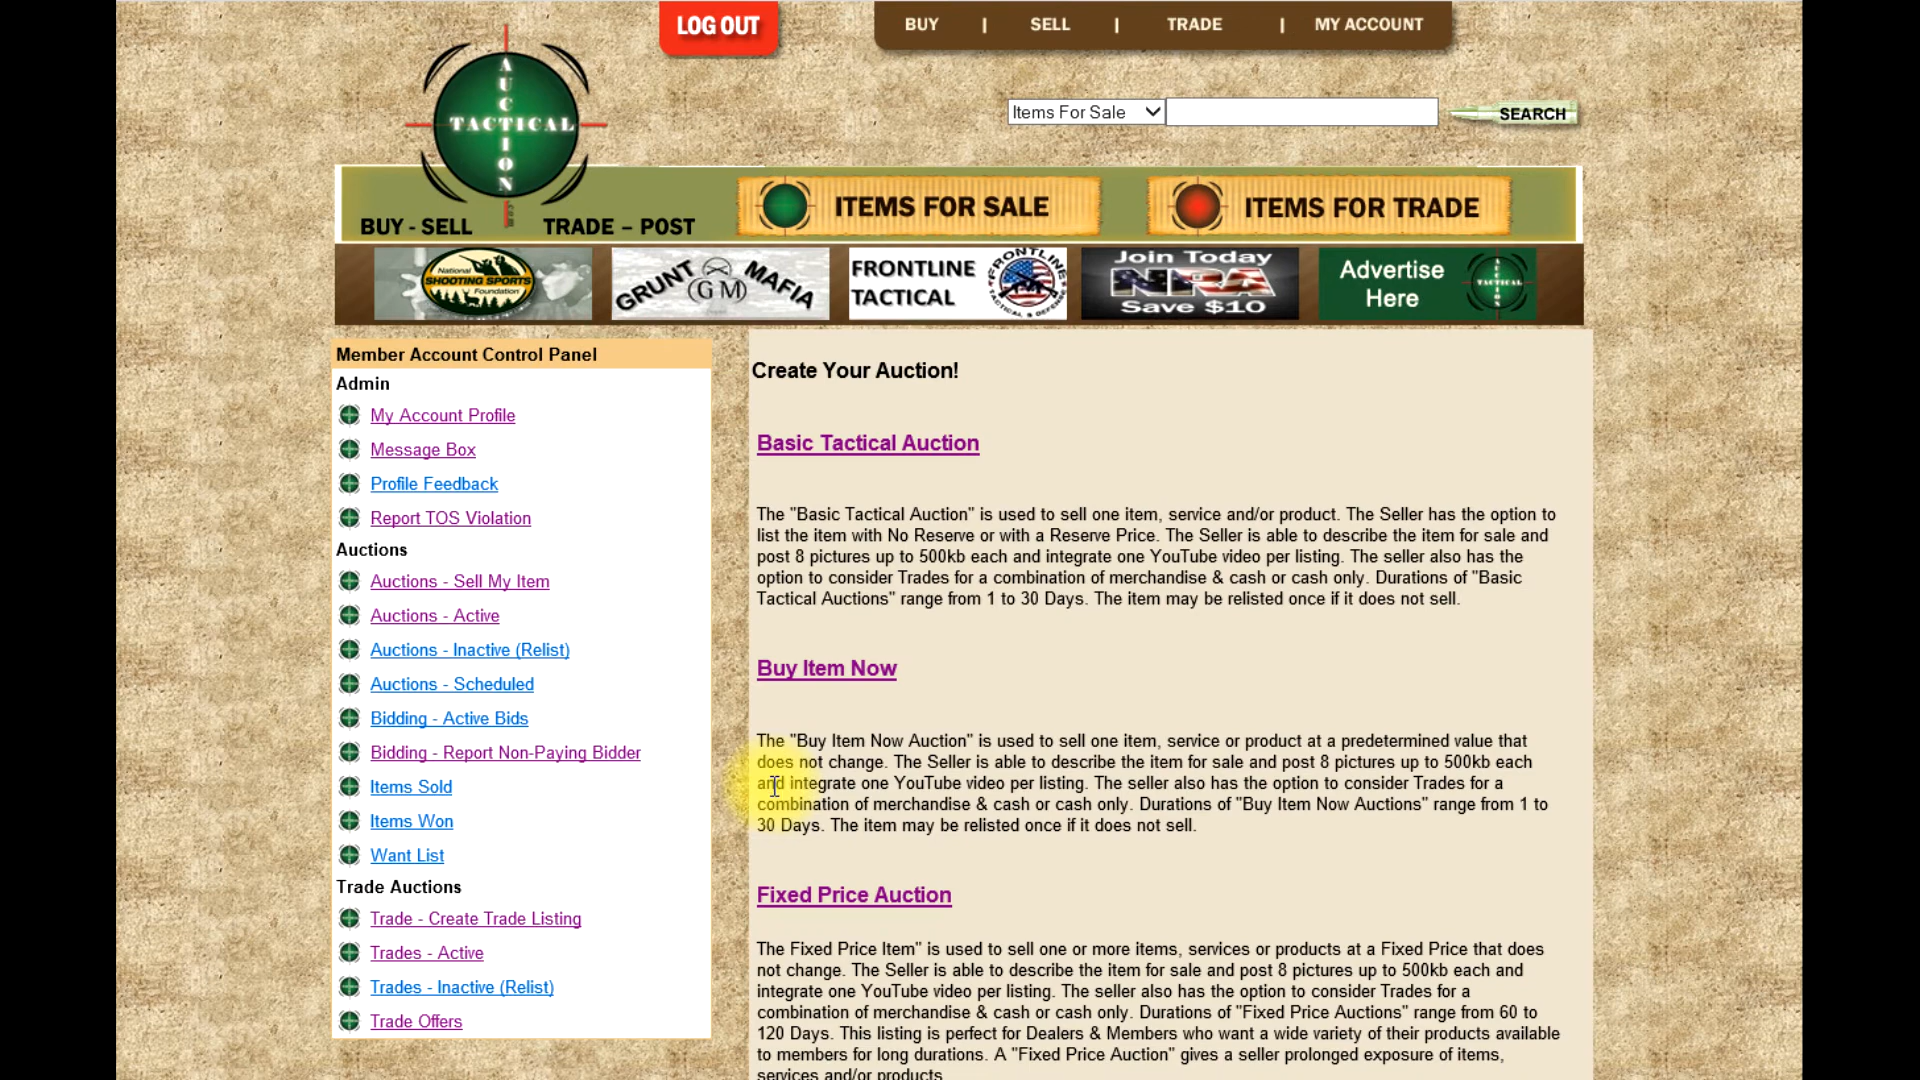 LOG OUT
BUY | SELL | TRADE | MY ACCOUNT
AUCTION
TACTICAL
Items For Sale
SEARCH
BUY - SELL TRADE – POST
ITEMS FOR SALE
ITEMS FOR TRADE
National
SHOOTING SPORTS
Foundation
GRUNT GM MAFIA
FRONTLINE
TACTICAL
FRONTLINE
TACTICAL & DEFENSE
Join Today
NRA
Save $10
Advertise
Here
AUCTION
TACTICAL
Member Account Control Panel
Admin
My Account Profile
Message Box
Profile Feedback
Report TOS Violation
Auctions
Auctions - Sell My Item
Auctions - Active
Auctions - Inactive (Relist)
Auctions - Scheduled
Bidding - Active Bids
Bidding - Report Non-Paying Bidder
Items Sold
Items Won
Want List
Trade Auctions
Trade - Create Trade Listing
Trades - Active
Trades - Inactive (Relist)
Trade Offers
Create Your Auction!
Basic Tactical Auction
The "Basic Tactical Auction" is used to sell one item, service and/or product. The Seller has the option to
list the item with No Reserve or with a Reserve Price. The Seller is able to describe the item for sale and
post 8 pictures up to 500kb each and integrate one YouTube video per listing. The seller also has the
option to consider Trades for a combination of merchandise & cash or cash only. Durations of "Basic
Tactical Auctions" range from 1 to 30 Days. The item may be relisted once if it does not sell.
Buy Item Now
The "Buy Item Now Auction" is used to sell one item, service or product at a predetermined value that
does not change. The Seller is able to describe the item for sale and post 8 pictures up to 500kb each
and integrate one YouTube video per listing. The seller also has the option to consider Trades for a
combination of merchandise & cash or cash only. Durations of "Buy Item Now Auctions" range from 1 to
30 Days. The item may be relisted once if it does not sell.
Fixed Price Auction
The Fixed Price Item" is used to sell one or more items, services or products at a Fixed Price that does
not change. The Seller is able to describe the item for sale and post 8 pictures up to 500kb each and
integrate one YouTube video per listing. The seller also has the option to consider Trades for a
combination of merchandise & cash or cash only. Durations of "Fixed Price Auctions" range from 60 to
120 Days. This listing is perfect for Dealers & Members who want a wide variety of their products available
to members for long durations. A "Fixed Price Auction" gives a seller prolonged exposure of items,
services and/or products.